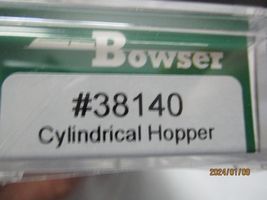 Bowser
#38140
Cylindrical Hopper
2024/01/09